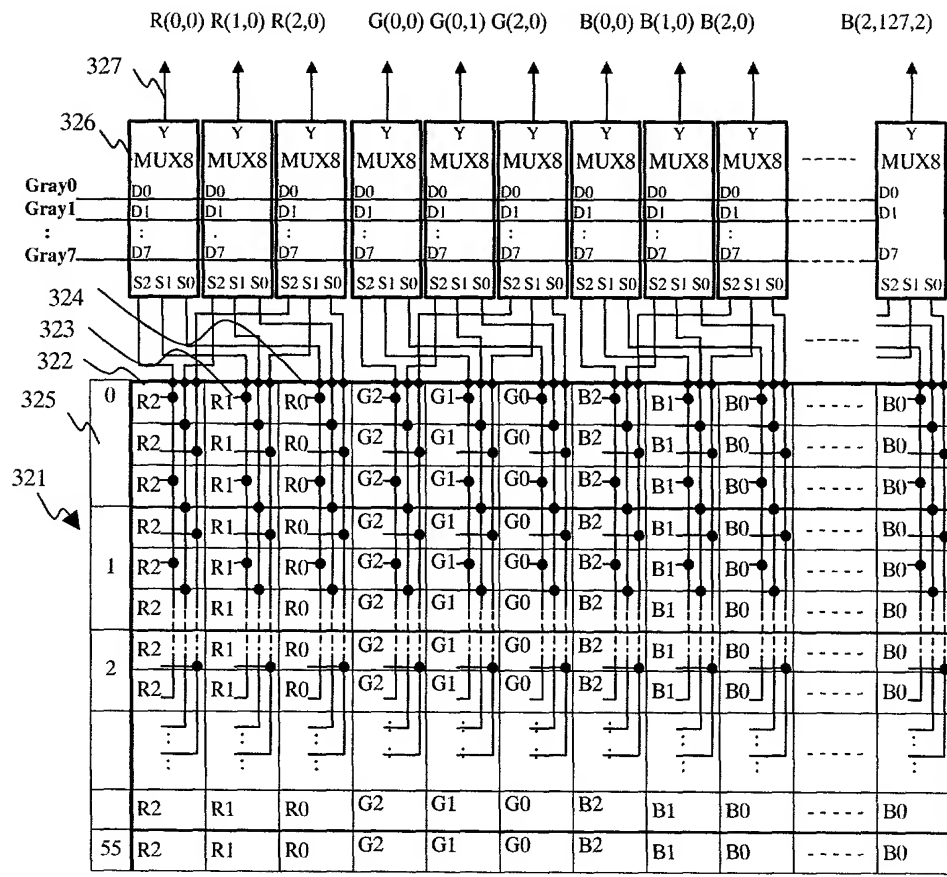 R(0,0) R(1,0) R(2,0) G(0,0) G(0,1) G(2,0) B(0,0) B(1,0) B(2,0) B(2,127,2)
327
326
Y Y Y Y Y Y Y Y Y Y
MUX8 MUX8 MUX8 MUX8 MUX8 MUX8 MUX8 MUX8 MUX8 ----- MUX8
Gray0 D0 D0 D0 D0 D0 D0 D0 D0 D0 D0
Gray1 D1 D1 D1 D1 D1 D1 D1 D1 D1 D1
: : : : : : : : : : :
Gray7 D7 D7 D7 D7 D7 D7 D7 D7 D7 D7
S2 S1 S0 S2 S1 S0 S2 S1 S0 S2 S1 S0 S2 S1 S0 S2 S1 S0 S2 S1 S0 S2 S1 S0 S2 S1 S0 S2 S1 S0
324
323
322
325
321
0 R2 R1 R0 G2 G1 G0 B2 B1 B0 ----- B0
R2 R1 R0 G2 G1 G0 B2 B1 B0 ----- B0
R2 R1 R0 G2 G1 G0 B2 B1 B0 ----- B0
R2 R1 R0 G2 G1 G0 B2 B1 B0 ----- B0
1 R2 R1 R0 G2 G1 G0 B2 B1 B0 ----- B0
R2 R1 R0 G2 G1 G0 B2 B1 B0 ----- B0
2 R2 R1 R0 G2 G1 G0 B2 B1 B0 ----- B0
R2 R1 R0 G2 G1 G0 B2 B1 B0 ----- B0
R2 R1 R0 G2 G1 G0 B2 B1 B0 ----- B0
55 R2 R1 R0 G2 G1 G0 B2 B1 B0 ----- B0